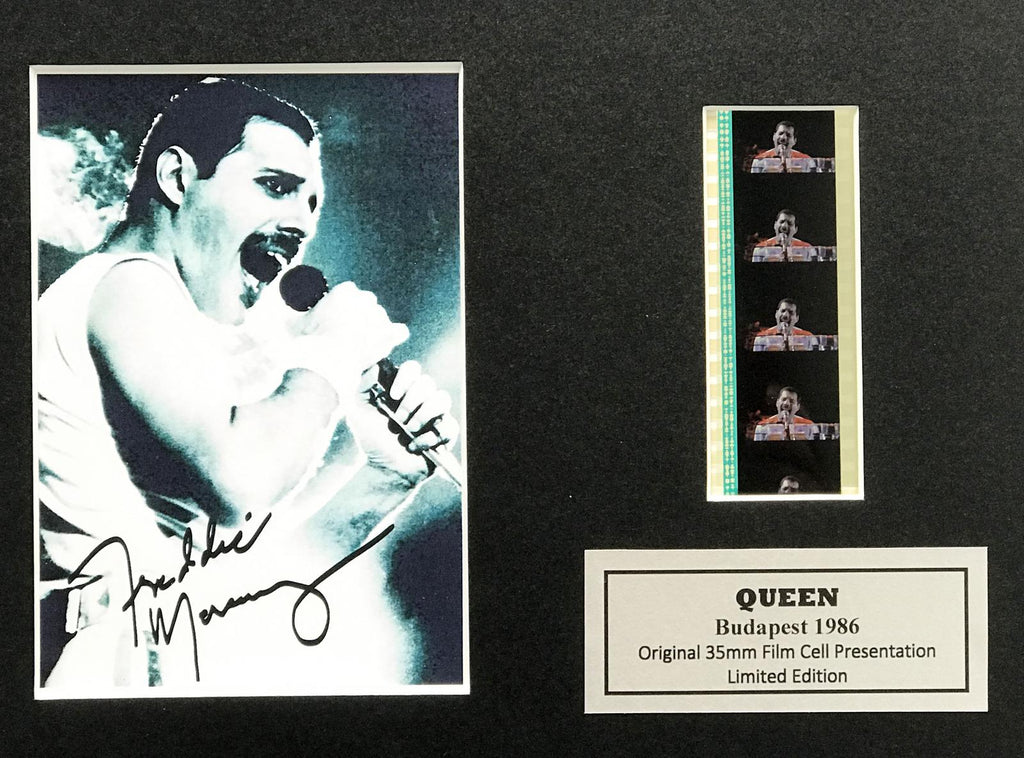 Freddie
Mercury
QUEEN
Budapest 1986
Original 35mm Film Cell Presentation
Limited Edition